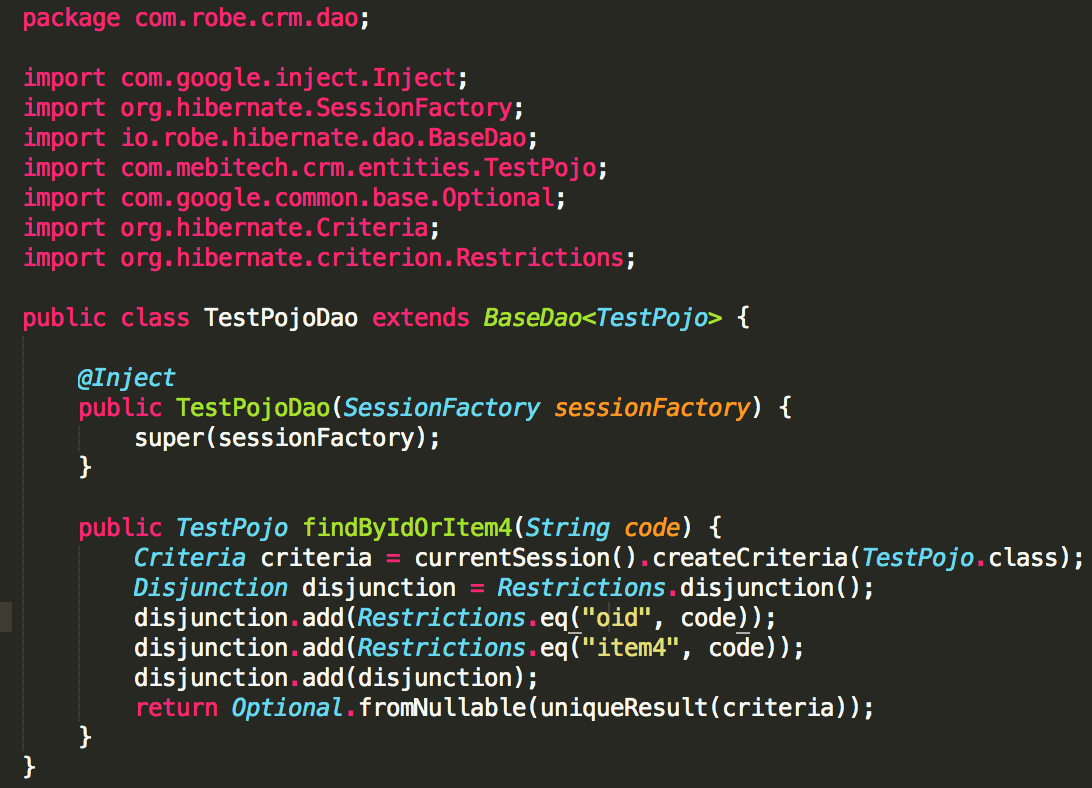 package com.robe.crm.dao;
import com.google.inject.Inject;
import org.hibernate.SessionFactory;
import io.robe.hibernate.dao.BaseDao;
import com.mebitech.crm.entities.TestPojo;
import com.google.common.base.Optional;
import org.hibernate.Criteria;
import org.hibernate.criterion.Restrictions;
public class TestPojoDao extends BaseDao<TestPojo> {
@Inject
public TestPojoDao(SessionFactory sessionFactory) {
super(sessionFactory);
}
public TestPojo findByIdOrItem4(String code) {
Criteria criteria = currentSession().createCriteria(TestPojo.class);
Disjunction disjunction = Restrictions.disjunction();
disjunction.add(Restrictions.eq("oid", code));
disjunction.add(Restrictions.eq("item4", code));
disjunction.add(disjunction);
return Optional.fromNullable(uniqueResult(criteria));
}
}